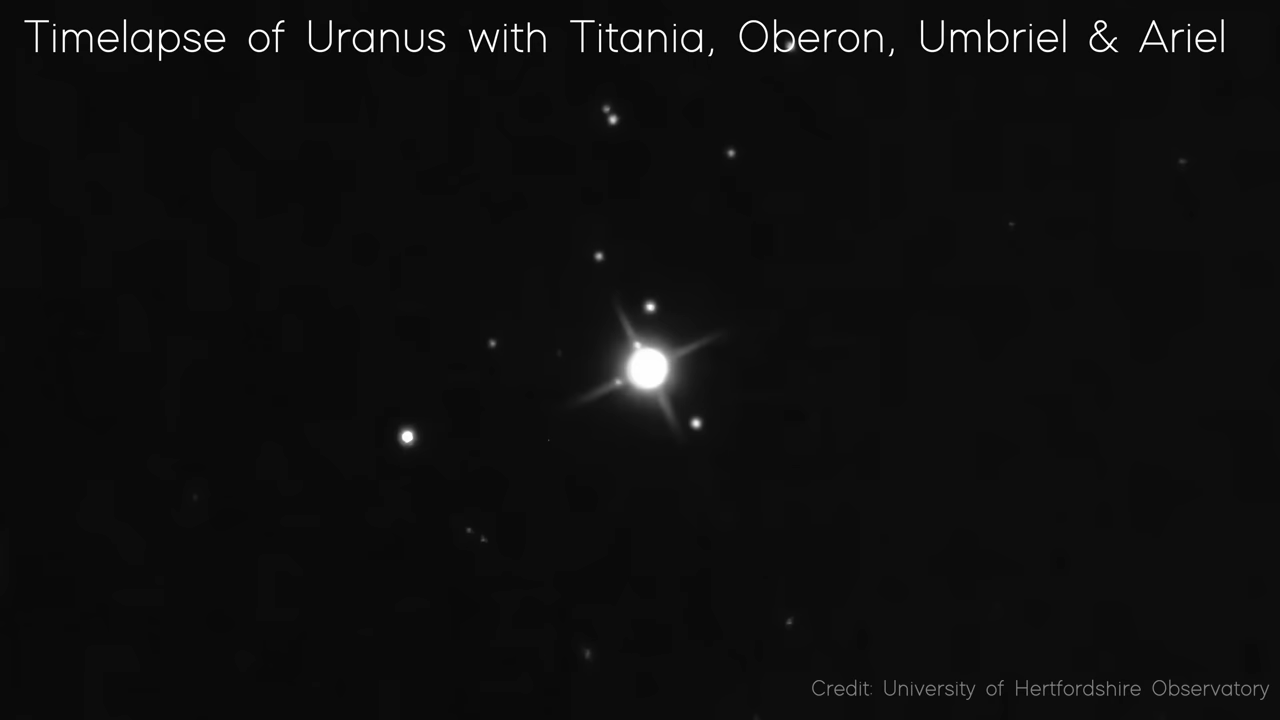 Timelapse of Uranus with Titania, Oberon, Umbriel & Ariel
Credit: University of Hertfordshire Observatory